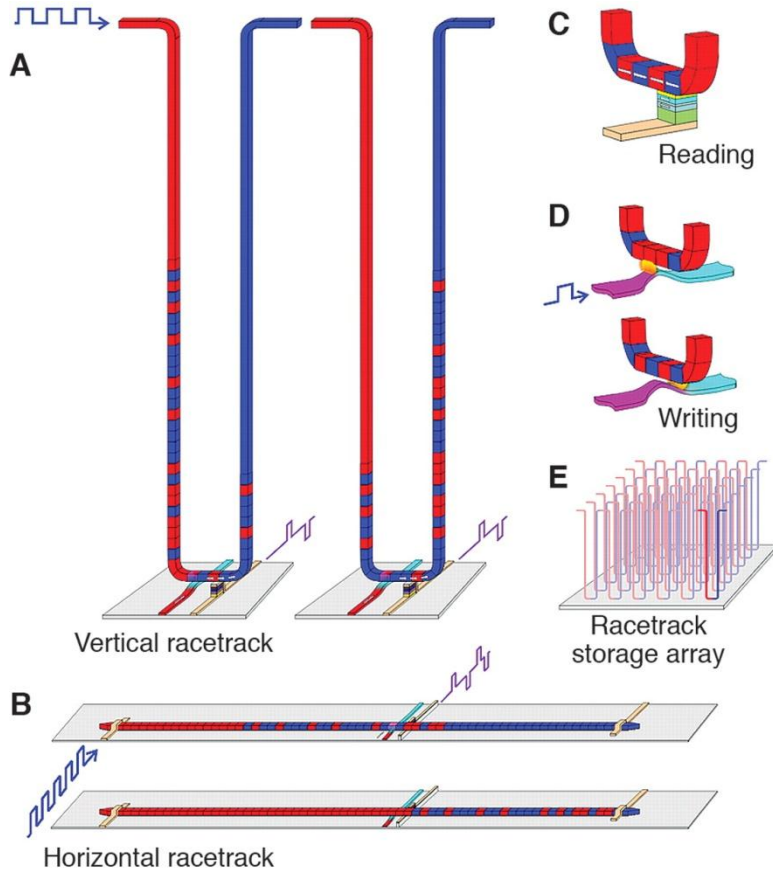 A
Vertical racetrack
B
Horizontal racetrack
C
Reading
D
Writing
E
Racetrack
storage array